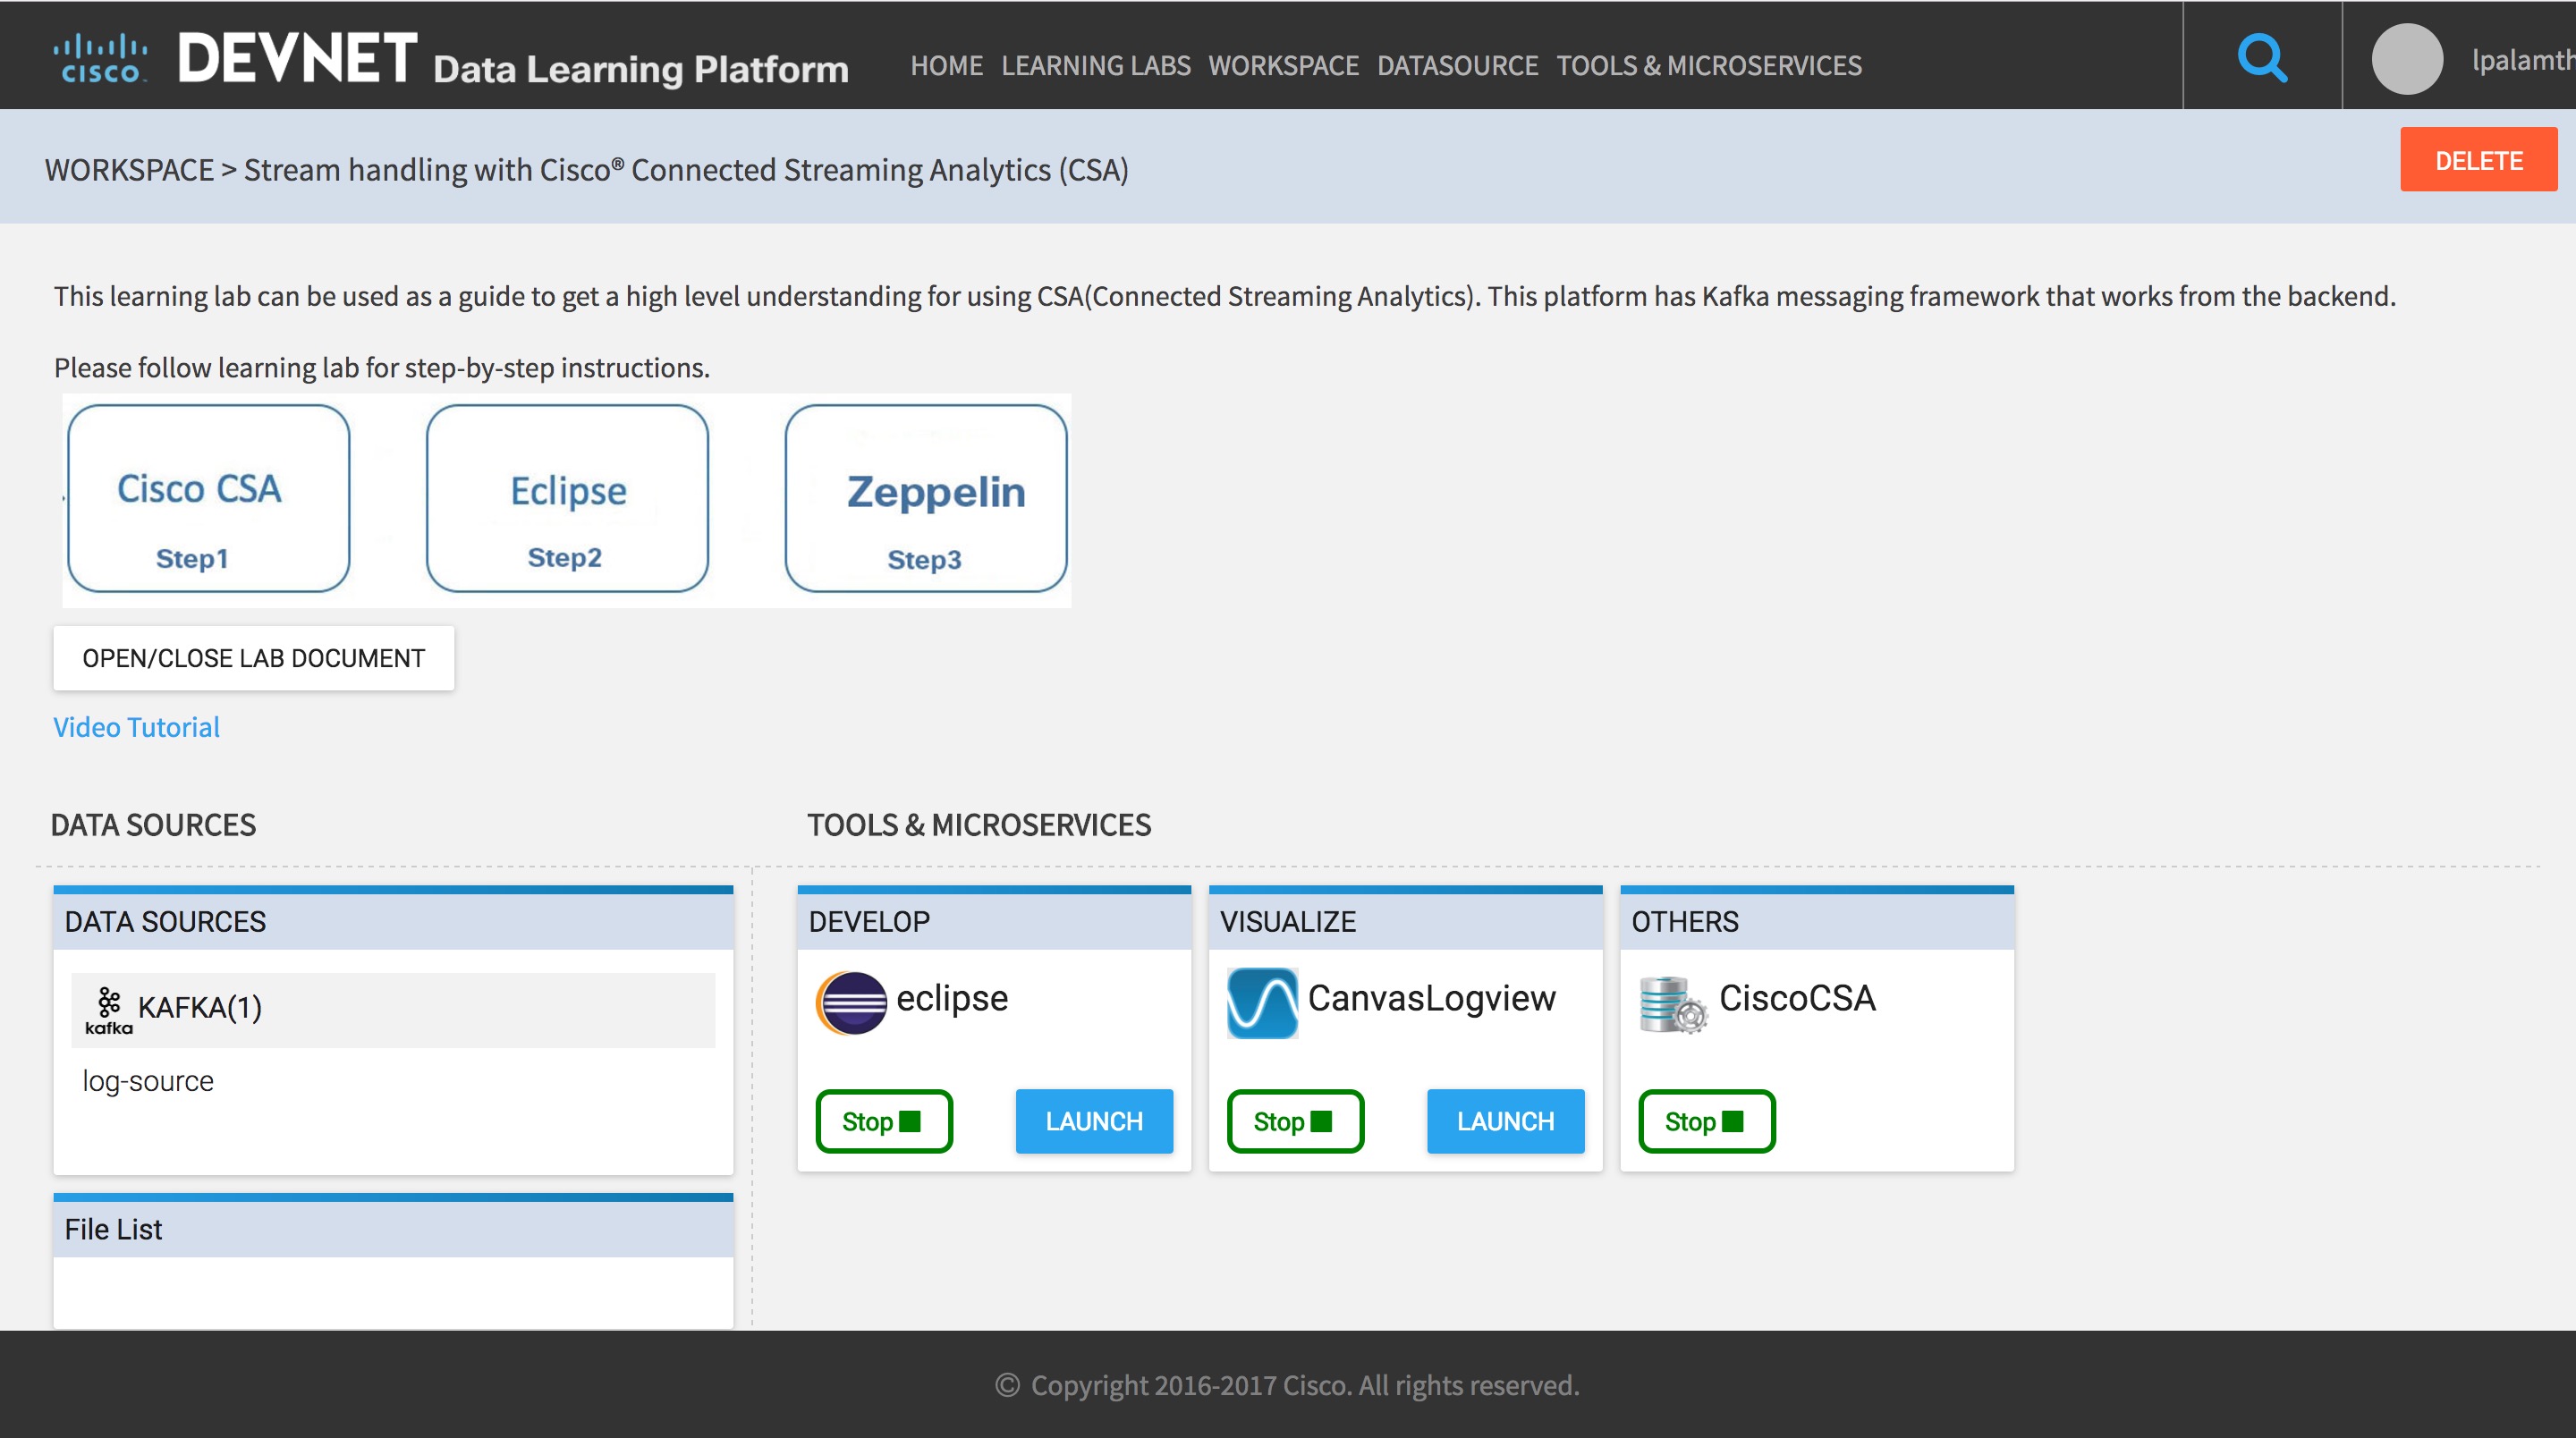 CISCO DEVNET Data Learning Platform HOME LEARNING LABS WORKSPACE DATASOURCE TOOLS & MICROSERVICES lpalamth
WORKSPACE > Stream handling with Cisco® Connected Streaming Analytics (CSA) DELETE
This learning lab can be used as a guide to get a high level understanding for using CSA(Connected Streaming Analytics). This platform has Kafka messaging framework that works from the backend.
Please follow learning lab for step-by-step instructions.
Cisco CSA Eclipse Zeppelin
Step1 Step2 Step3
OPEN/CLOSE LAB DOCUMENT
Video Tutorial
DATA SOURCES TOOLS & MICROSERVICES
DATA SOURCES DEVELOP VISUALIZE OTHERS
kafka KAFKA(1) eclipse CanvasLogview CiscoCSA
log-source
Stop LAUNCH Stop LAUNCH Stop
File List
© Copyright 2016-2017 Cisco. All rights reserved.